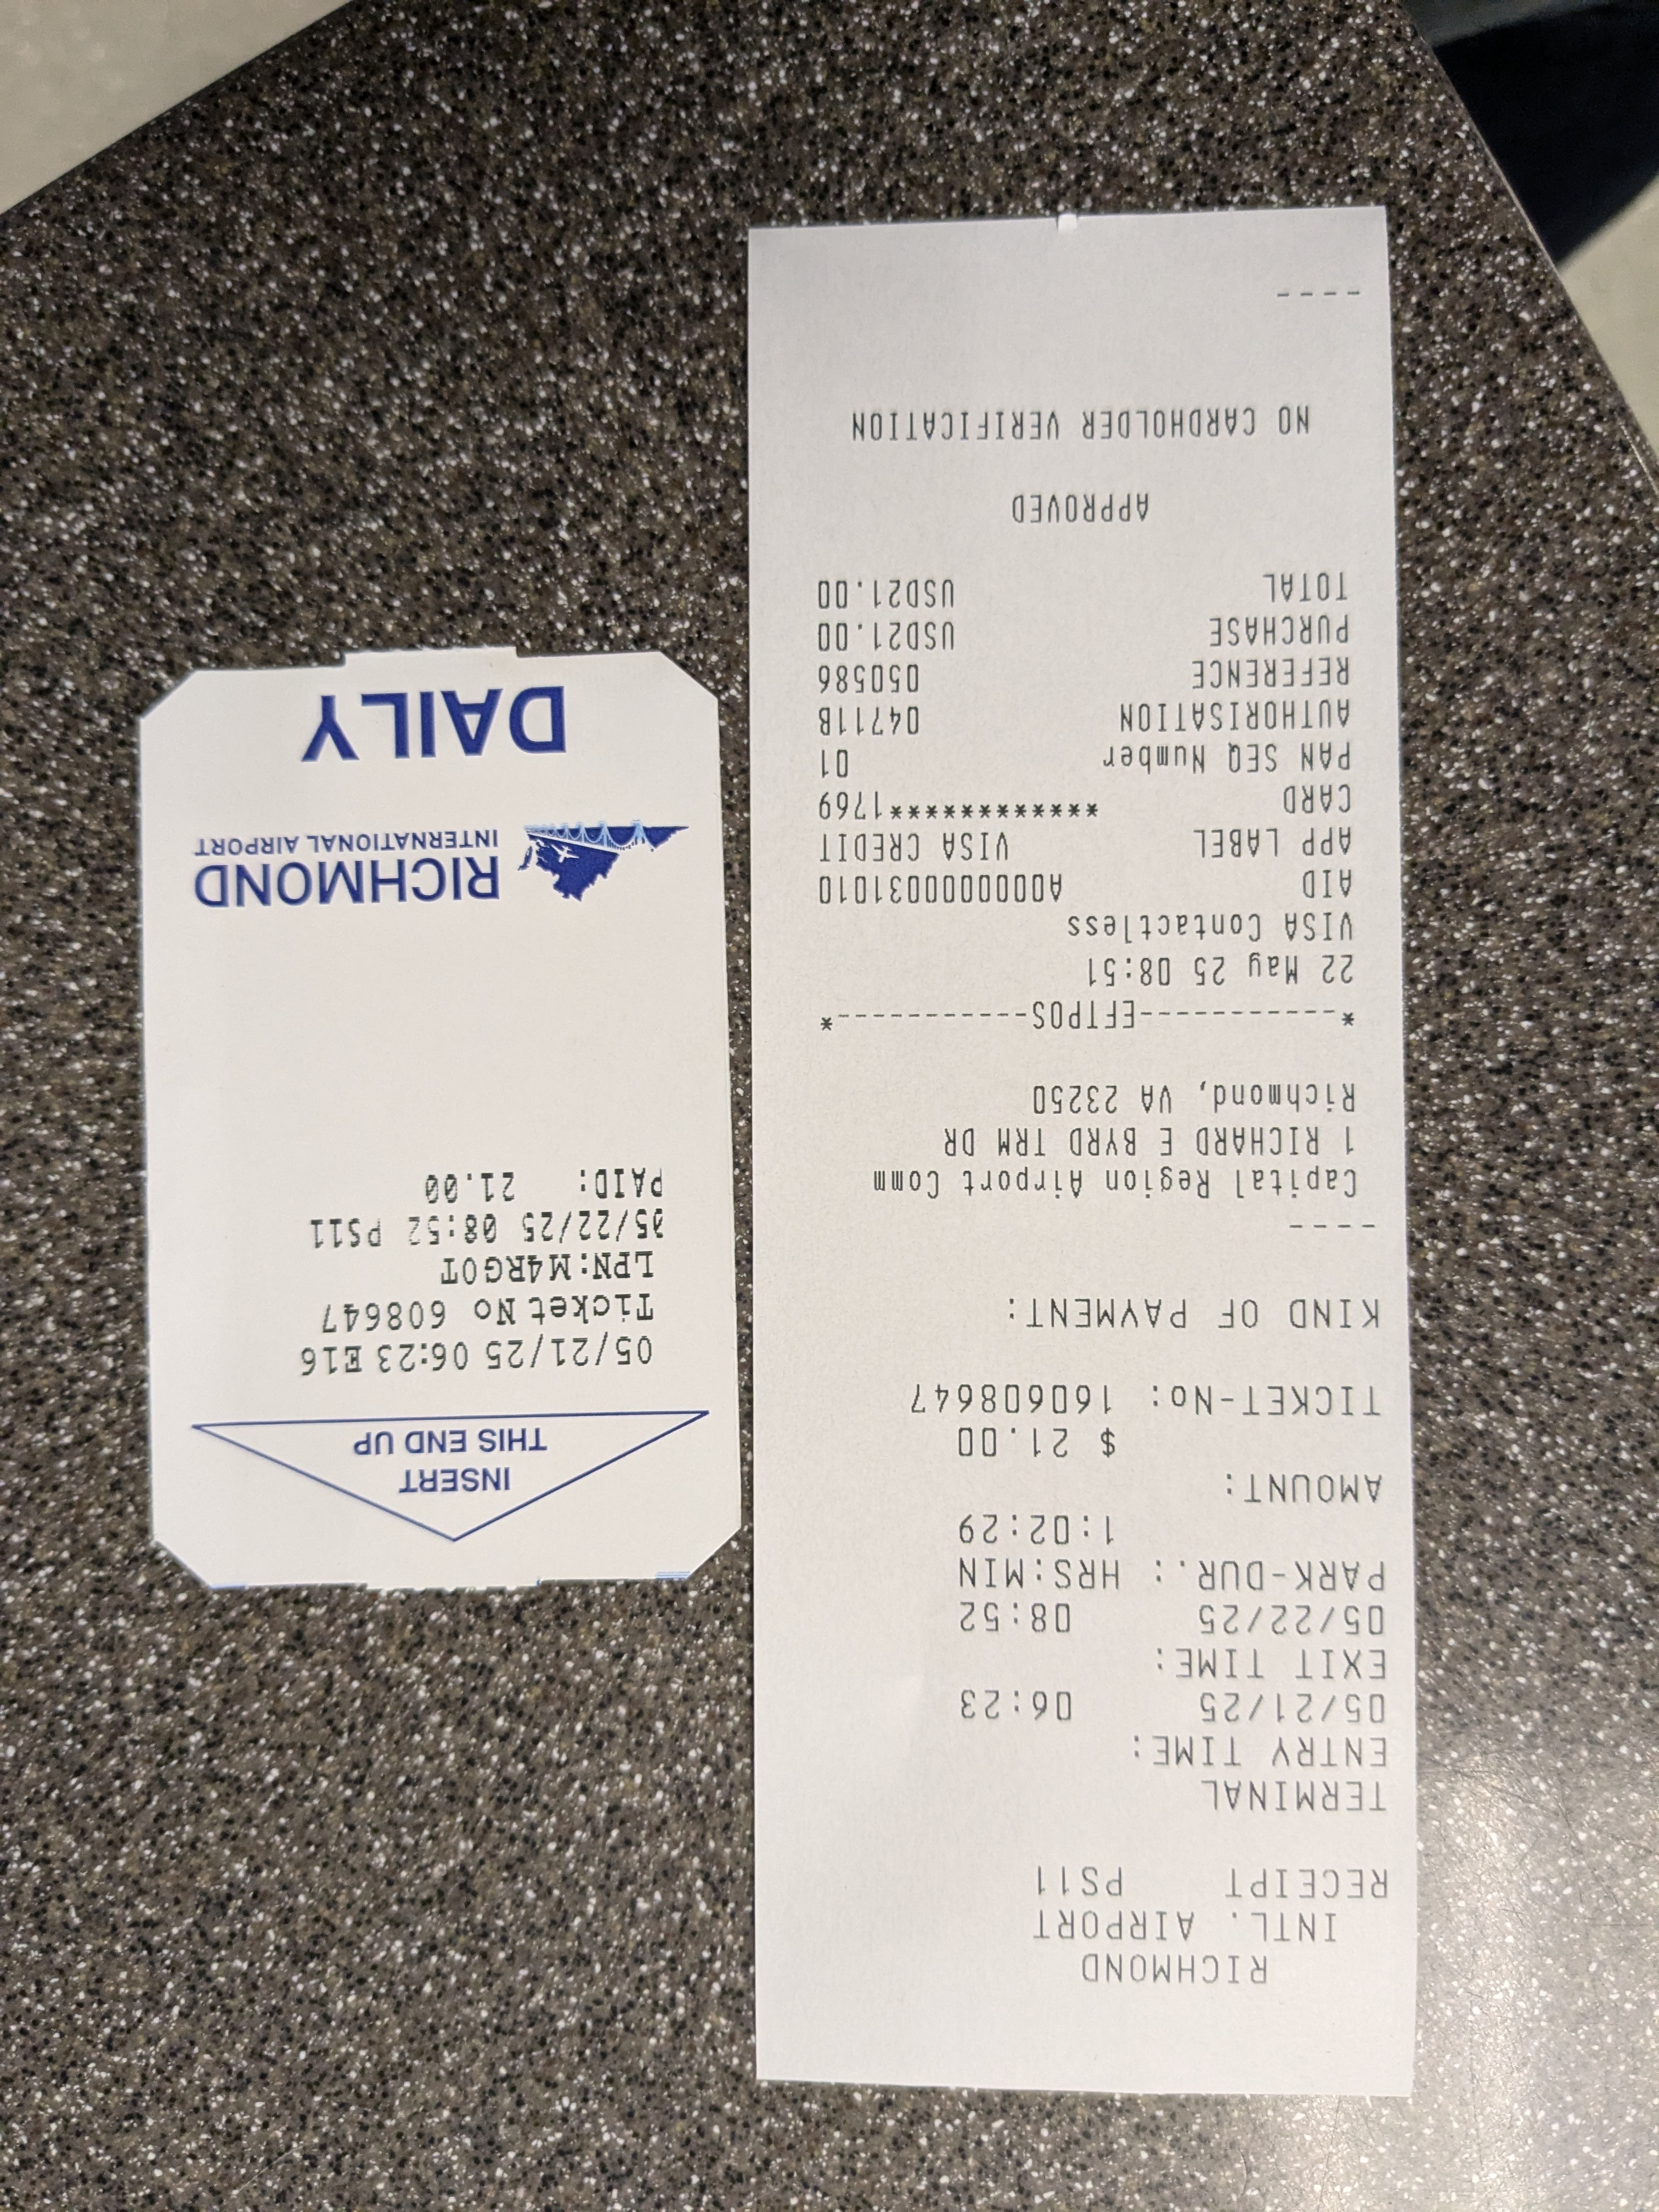 RICHMOND
INTL. AIRPORT
RECEIPT PS11
TERMINAL
ENTRY TIME:
05/21/25 06:23
EXIT TIME:
05/22/25 08:52
PARK-DUR.: HRS:MIN
1:02:29
AMOUNT:
$ 21.00
TICKET-No: 160608647
KIND OF PAYMENT:
----
Capital Region Airport Comm
1 RICHARD E BYRD TRM DR
Richmond, VA 23250
*------------EFTPOS------------*
22 May 25 08:51
VISA Contactless
AID A0000000031010
APP LABEL VISA CREDIT
CARD ************1769
PAN SEQ Number 01
AUTHORISATION 04711B
REFERENCE 050586
PURCHASE USD21.00
TOTAL USD21.00
APPROVED
NO CARDHOLDER VERIFICATION
----
INSERT
THIS END UP
05/21/25 06:23 E16
Ticket No 608647
LPN:M4RG0T
05/22/25 08:52 PS11
PAID: 21.00
RICHMOND
INTERNATIONAL AIRPORT
DAILY